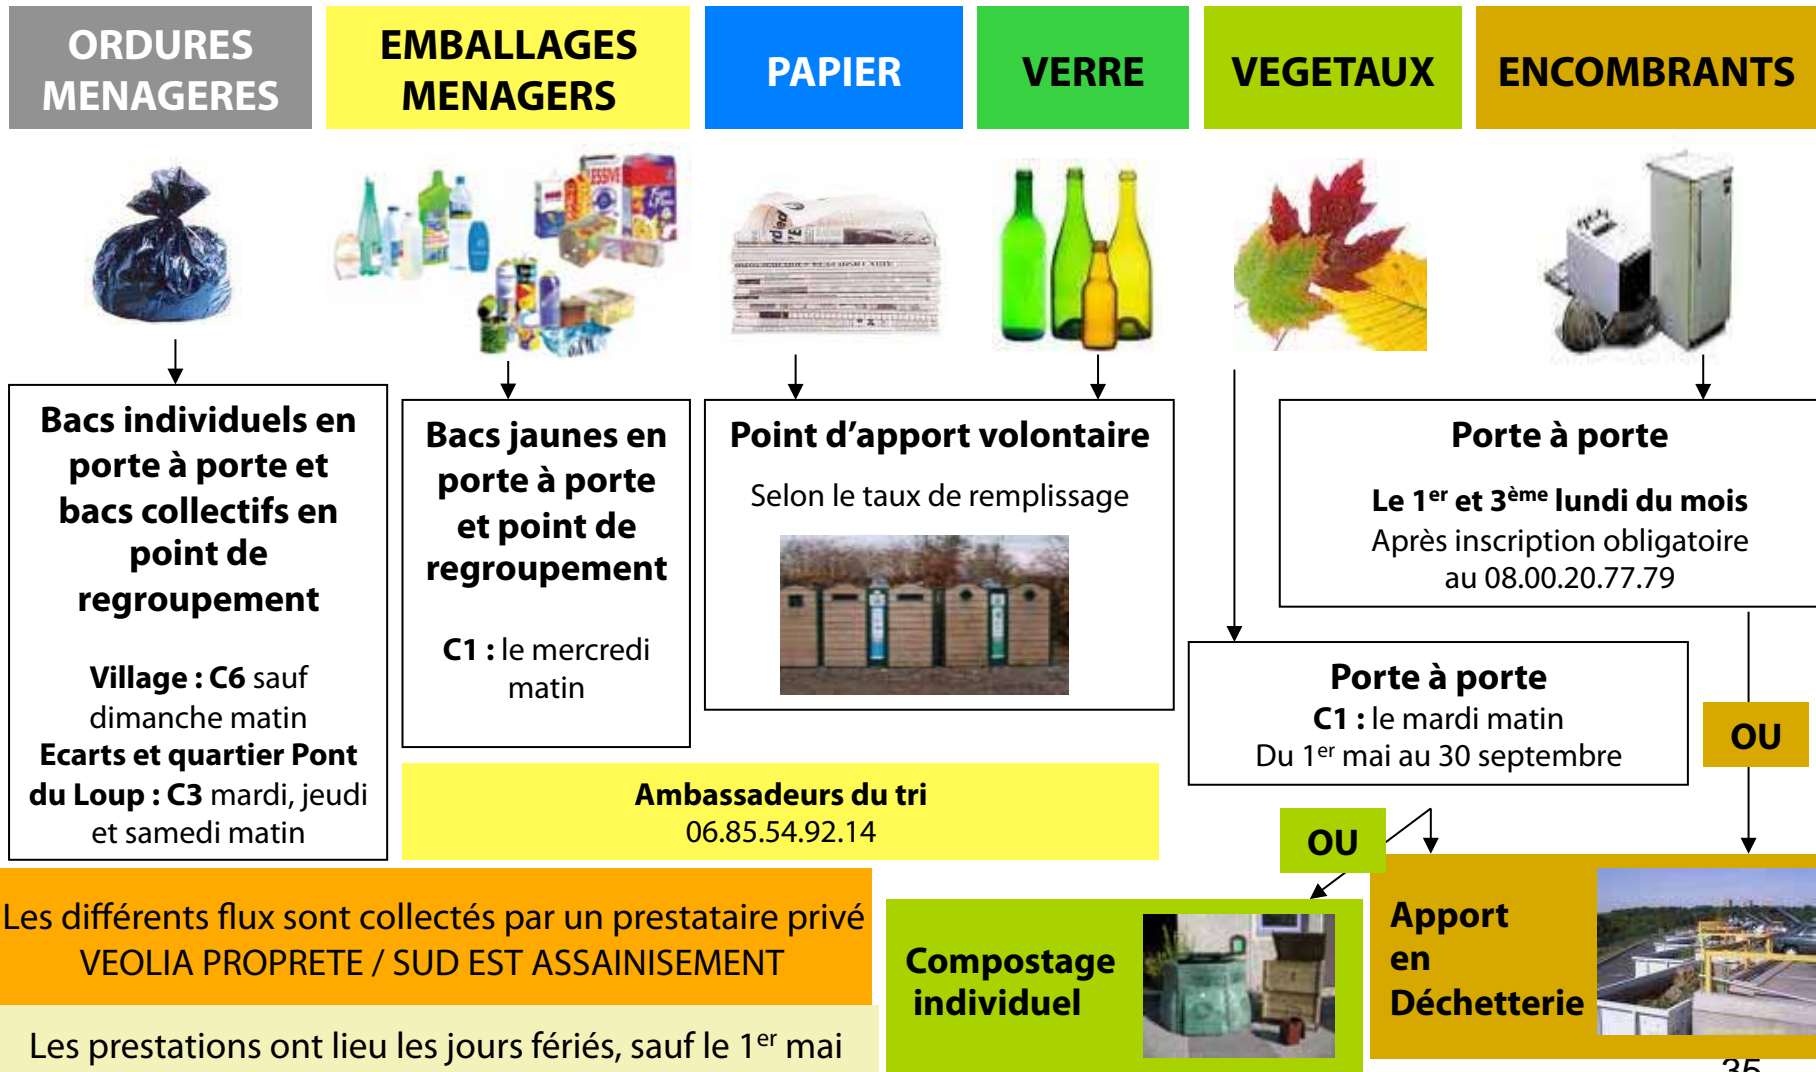 ORDURES
MENAGERES
EMBALLAGES
MENAGERS
PAPIER
VERRE
VEGETAUX
ENCOMBRANTS
ESSIVE
Bacs individuels en
porte à porte et
bacs collectifs en
point de
regroupement
Village : C6 sauf
dimanche matin
Ecarts et quartier Pont
du Loup : C3 mardi, jeudi
et samedi matin
Bacs jaunes en
porte à porte
et point de
regroupement
C1 : le mercredi
matin
Point d’apport volontaire
Selon le taux de remplissage
Porte à porte
Le 1er et 3ème lundi du mois
Après inscription obligatoire
au 08.00.20.77.79
Porte à porte
C1 : le mardi matin
Du 1er mai au 30 septembre
OU
Ambassadeurs du tri
06.85.54.92.14
OU
Les différents flux sont collectés par un prestataire privé
VEOLIA PROPRETE / SUD EST ASSAINISEMENT
Les prestations ont lieu les jours fériés, sauf le 1er mai
Compostage
individuel
Apport
en
Déchetterie
35